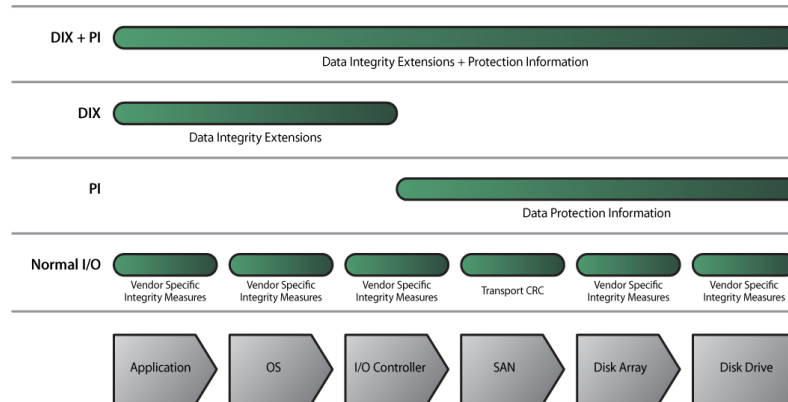 DIX + PI
Data Integrity Extensions + Protection Information
DIX
Data Integrity Extensions
PI
Data Protection Information
Normal I/O
Vendor Specific
Integrity Measures
Vendor Specific
Integrity Measures
Vendor Specific
Integrity Measures
Transport CRC
Vendor Specific
Integrity Measures
Vendor Specific
Integrity Measures
Application
OS
I/O Controller
SAN
Disk Array
Disk Drive